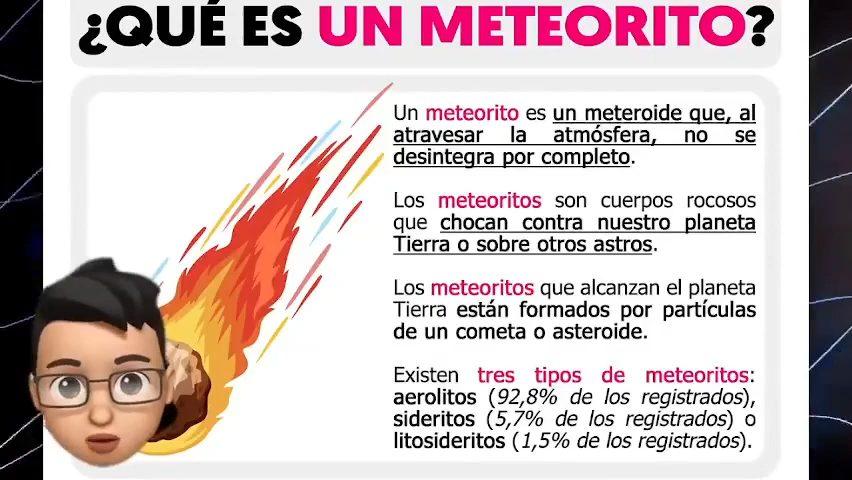 ¿QUÉ ES UN METEORITO?
Un meteorito es un meteroide que, al
atravesar la atmósfera, no se
desintegra por completo.
Los meteoritos son cuerpos rocosos
que chocan contra nuestro planeta
Tierra o sobre otros astros.
Los meteoritos que alcanzan el planeta
Tierra están formados por partículas
de un cometa o asteroide.
Existen tres tipos de meteoritos:
aerolitos (92,8% de los registrados),
sideritos (5,7% de los registrados) o
litosideritos (1,5% de los registrados).